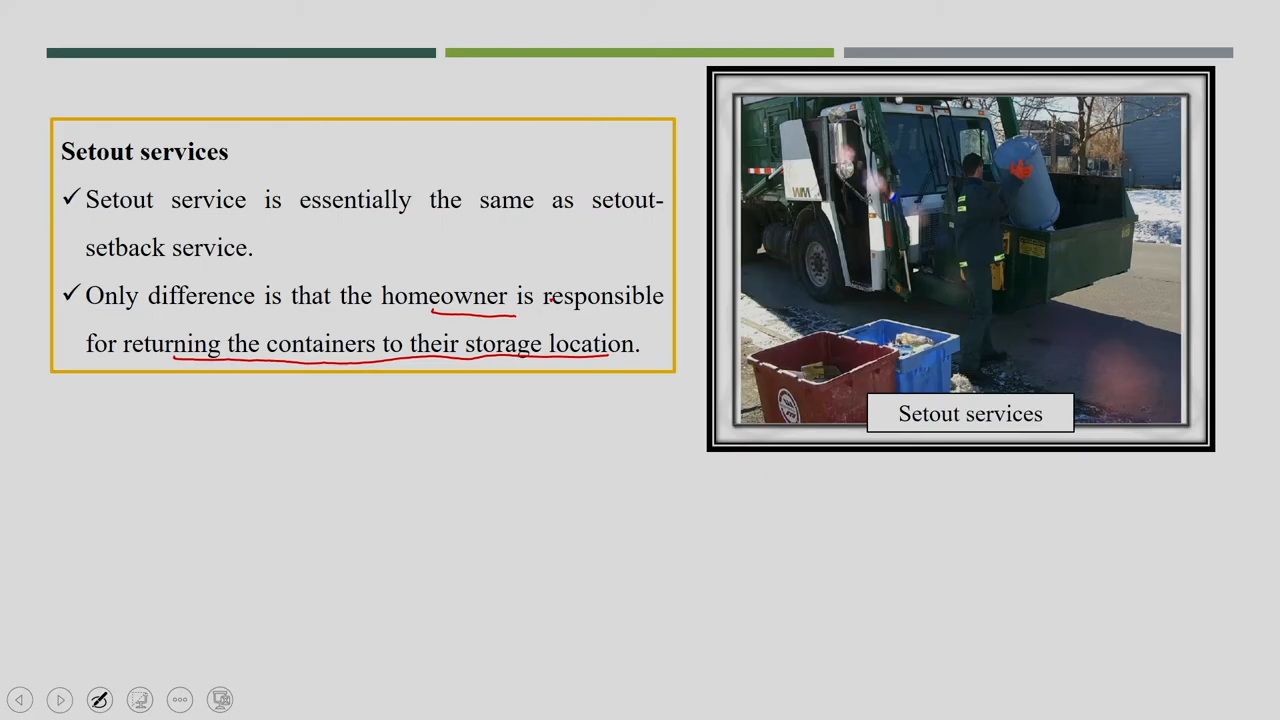 Setout services
✓ Setout service is essentially the same as setout-
setback service.
✓ Only difference is that the homeowner is responsible
for returning the containers to their storage location.
WM
Setout services